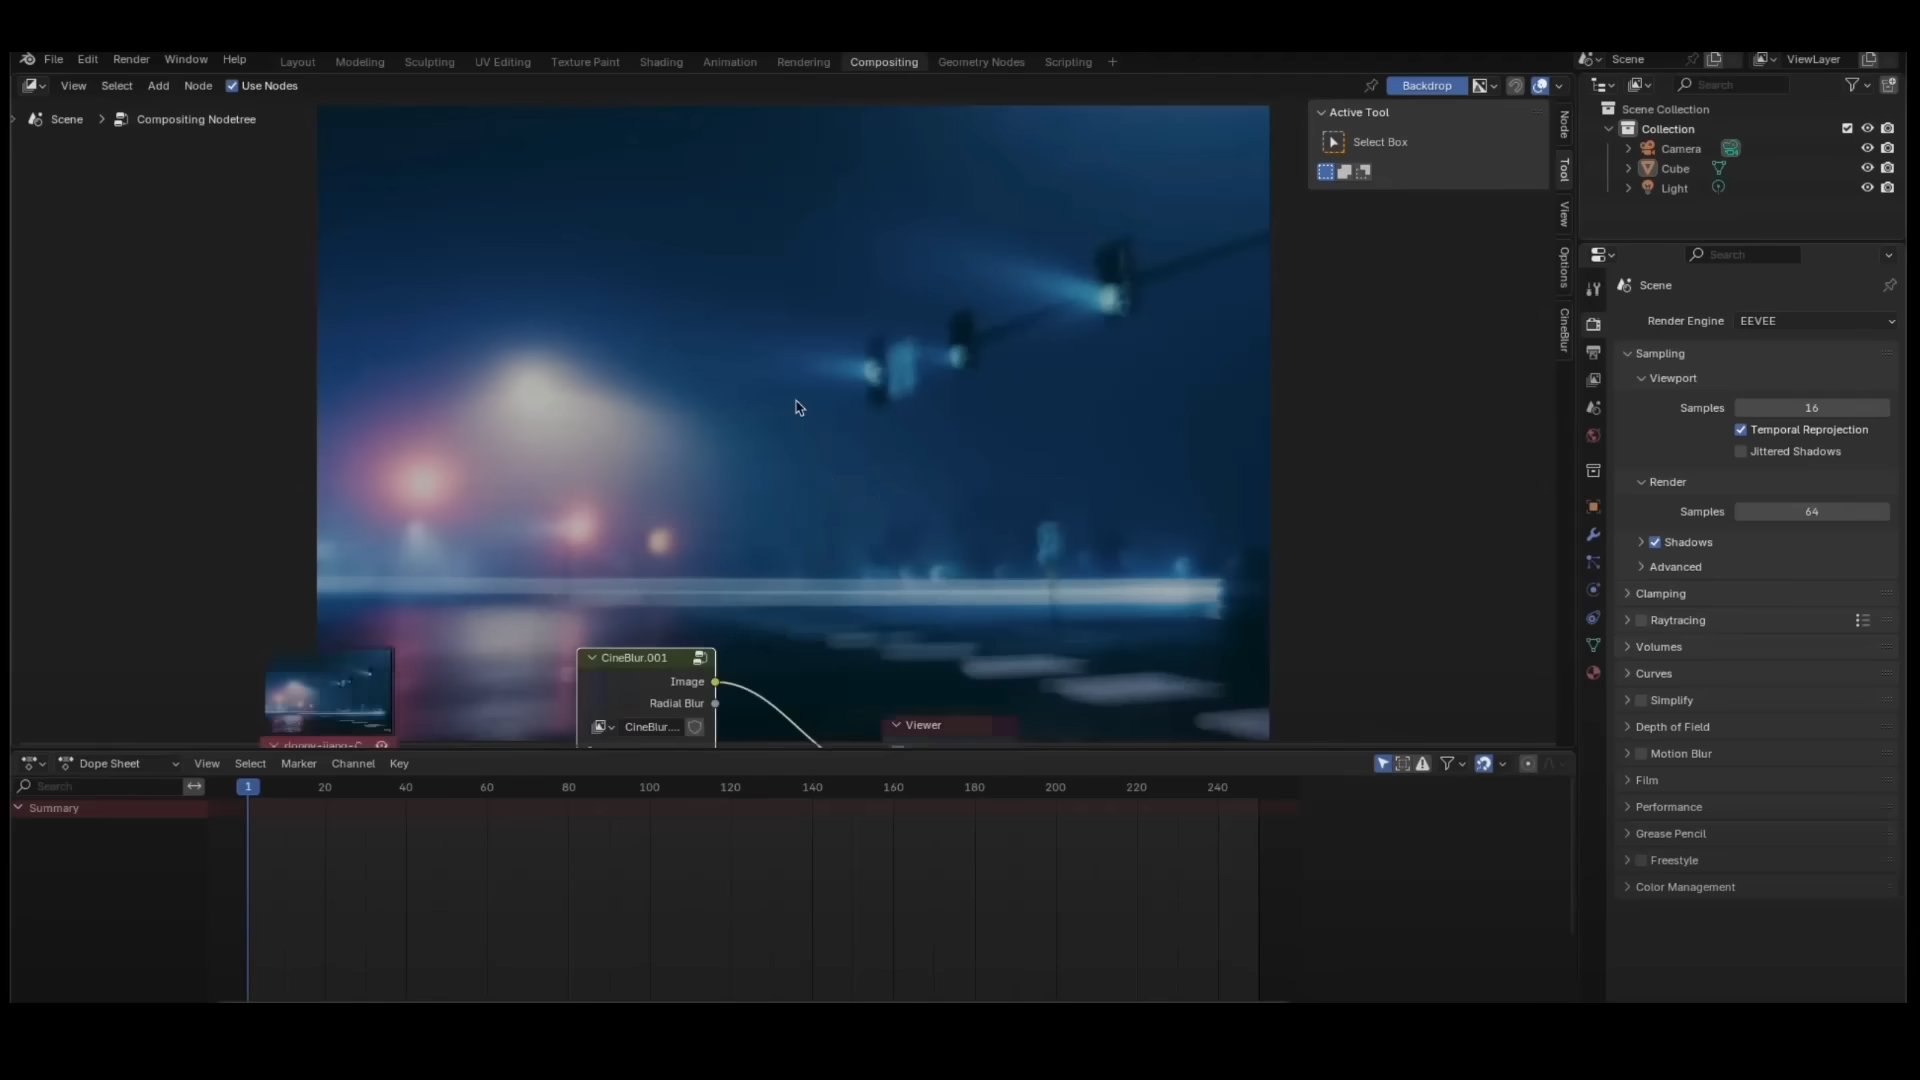 File Edit Render Window Help Layout Modeling Sculpting UV Editing Texture Paint Shading Animation Rendering Compositing Geometry Nodes Scripting +
Scene ViewLayer
View Select Add Node Use Nodes Backdrop
Search
Scene Compositing Nodetree
Active Tool
Select Box
Node
Tool
View
Options
CineBlur
Scene Collection
Collection
Camera
Cube
Light
Search
Scene
Render Engine EEVEE
Sampling
Viewport
Samples 16
Temporal Reprojection
Jittered Shadows
Render
Samples 64
Shadows
Advanced
Clamping
Raytracing
Volumes
Curves
Simplify
Depth of Field
Motion Blur
Film
Performance
Grease Pencil
Freestyle
Color Management
CineBlur.001
Image
Radial Blur
CineBlur....
Viewer
Dope Sheet View Select Marker Channel Key
Search
1 20 40 60 80 100 120 140 160 180 200 220 240
Summary